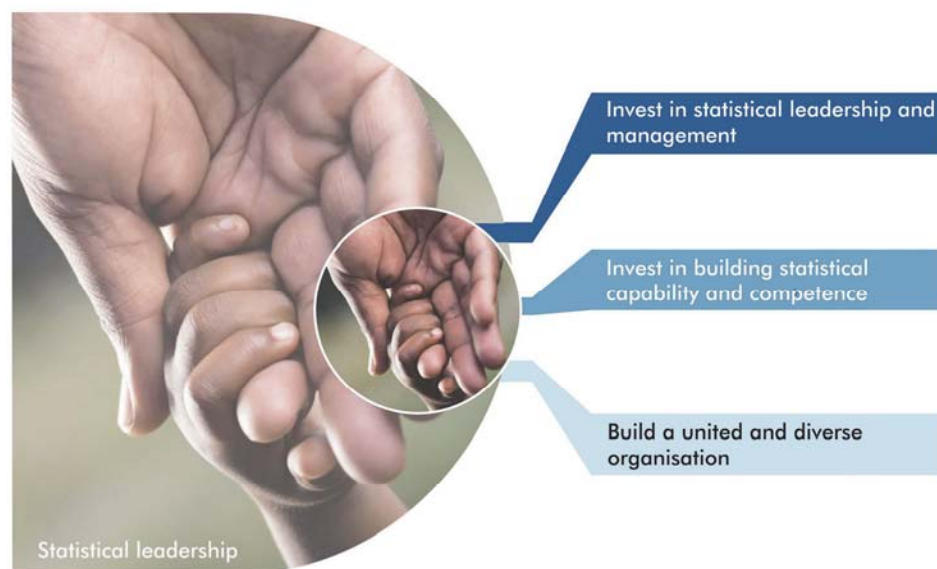 Invest in statistical leadership and
management
Invest in building statistical
capability and competence
Build a united and diverse
organisation
Statistical leadership